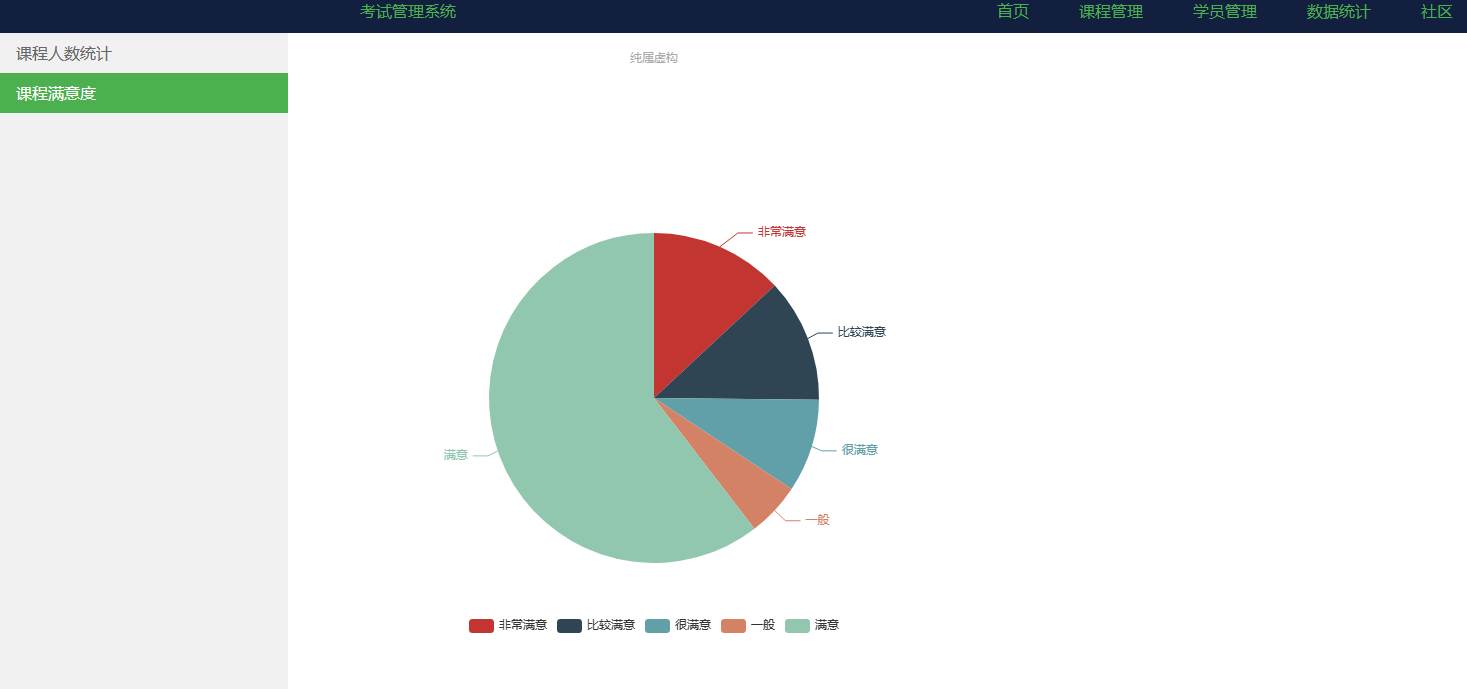 考试管理系统 首页 课程管理 学员管理 数据统计 社区
课程人数统计
课程满意度
纯属虚构
非常满意
比较满意
很满意
满意
一般
非常满意 比较满意 很满意 一般 满意